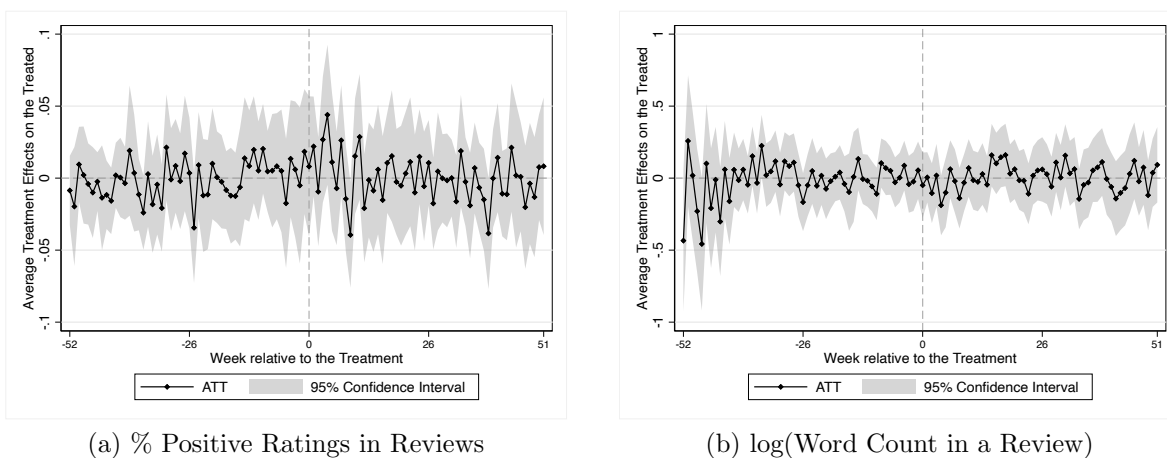 Average Treatment Effects on the Treated
.1
.05
0
-.05
-.1
-52
-26
0
26
51
Week relative to the Treatment
ATT
95% Confidence Interval
(a) % Positive Ratings in Reviews
Average Treatment Effects on the Treated
1
.5
0
-.5
-1
-52
-26
0
26
51
Week relative to the Treatment
ATT
95% Confidence Interval
(b) log(Word Count in a Review)